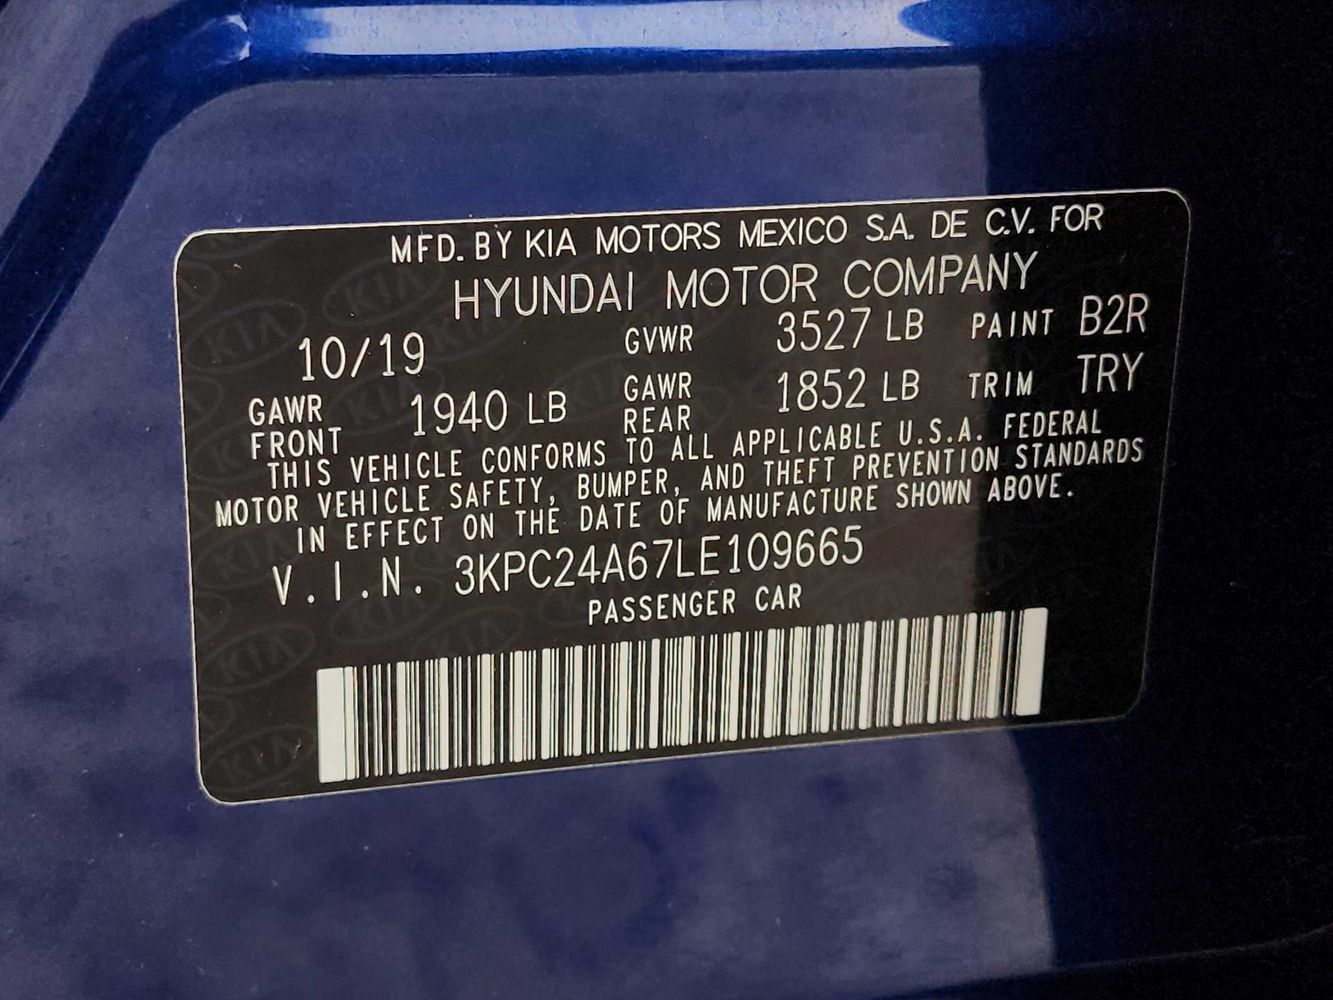 MFD. BY KIA MOTORS MEXICO S.A. DE C.V. FOR
HYUNDAI MOTOR COMPANY
10/19 GVWR 3527 LB PAINT B2R
GAWR FRONT 1940 LB GAWR REAR 1852 LB TRIM TRY
THIS VEHICLE CONFORMS TO ALL APPLICABLE U.S.A. FEDERAL
MOTOR VEHICLE SAFETY, BUMPER, AND THEFT PREVENTION STANDARDS
IN EFFECT ON THE DATE OF MANUFACTURE SHOWN ABOVE.
V.I.N. 3KPC24A67LE109665
PASSENGER CAR